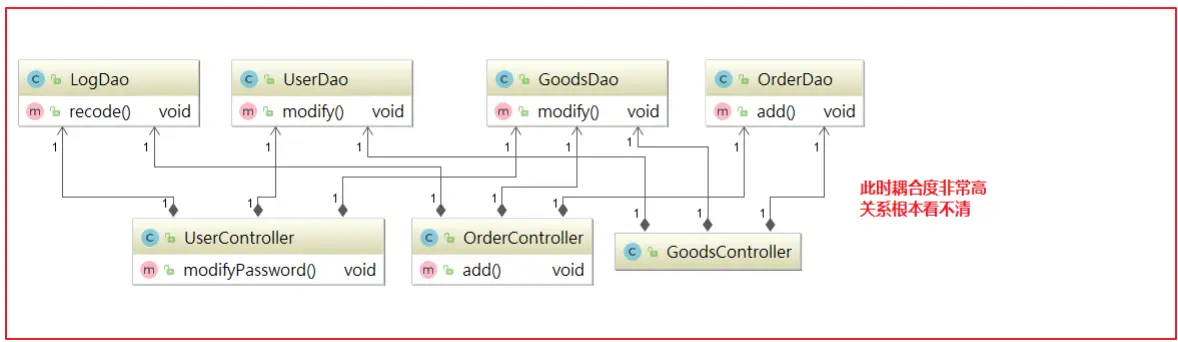 LogDao
recode() void
UserDao
modify() void
GoodsDao
modify() void
OrderDao
add() void
1 1 1 1 1 1 1 1 1
1 1 1 1 1 1 1 1 1
此时耦合度非常高
关系根本看不清
UserController
modifyPassword() void
OrderController
add() void
GoodsController